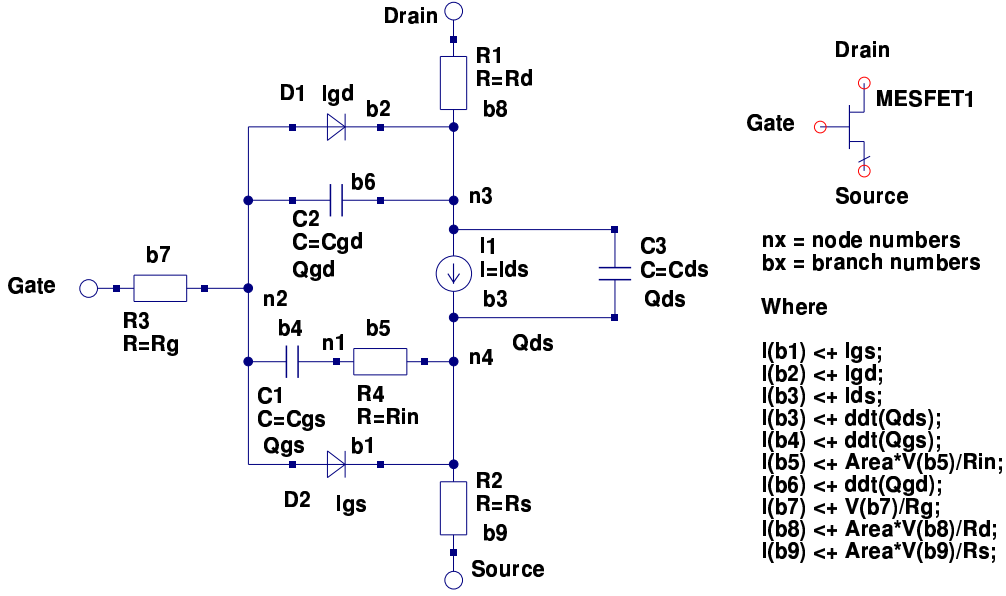 Drain
R1
R=Rd
b8
D1
Igd
b2
b6
n3
C2
C=Cgd
Qgd
b7
Gate
n2
R3
R=Rg
I1
I=Ids
b3
C3
C=Cds
Qds
Qds
b4
n1
b5
n4
C1
C=Cgs
Qgs
R4
R=Rin
b1
D2
Igs
R2
R=Rs
b9
Source
Drain
MESFET1
Gate
Source
nx = node numbers
bx = branch numbers
Where
I(b1) <+ Igs;
I(b2) <+ Igd;
I(b3) <+ Ids;
I(b3) <+ ddt(Qds);
I(b4) <+ ddt(Qgs);
I(b5) <+ Area*V(b5)/Rin;
I(b6) <+ ddt(Qgd);
I(b7) <+ V(b7)/Rg;
I(b8) <+ Area*V(b8)/Rd;
I(b9) <+ Area*V(b9)/Rs;